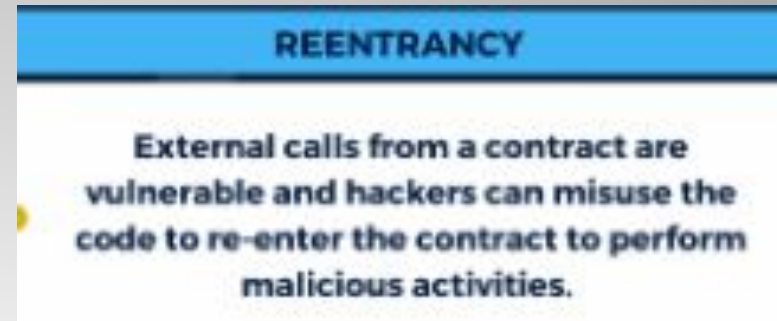 REENTRANCY
External calls from a contract are
vulnerable and hackers can misuse the
code to re-enter the contract to perform
malicious activities.